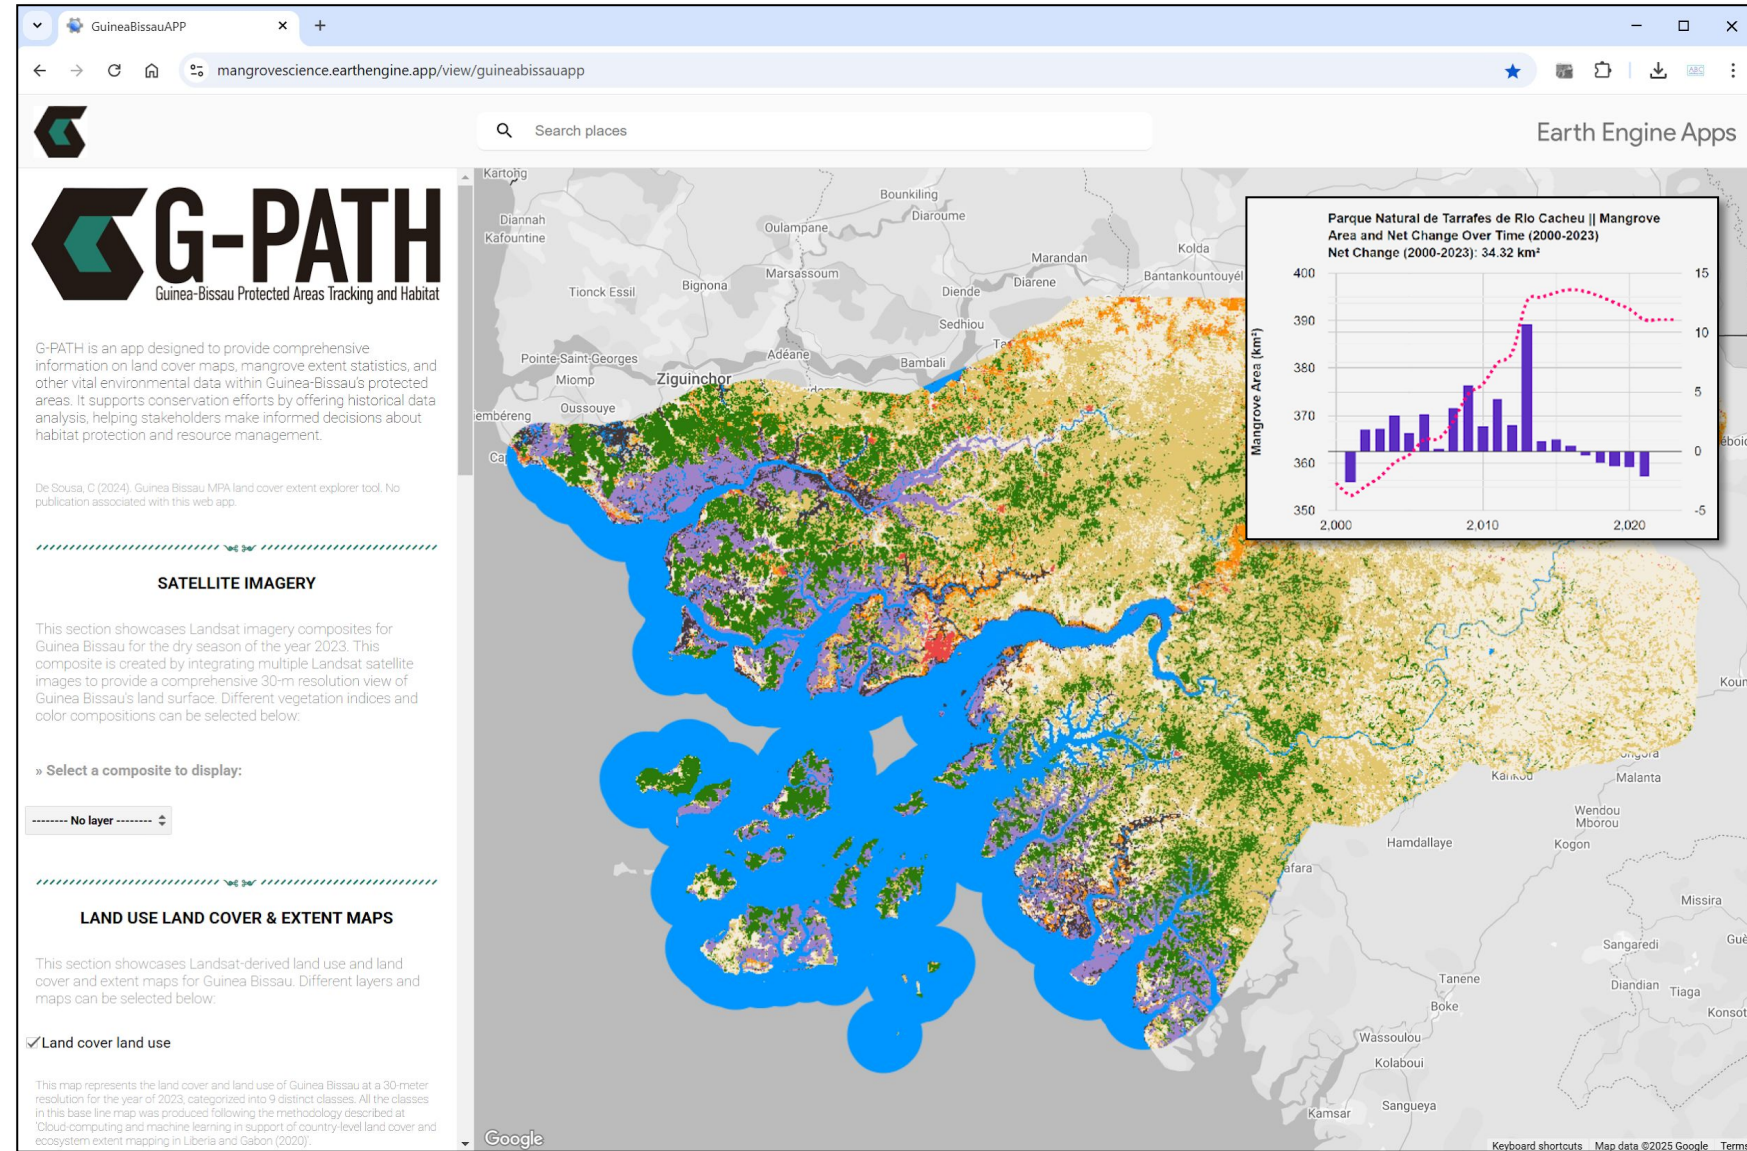 GuineaBissauAPP
mangrovescience.earthengine.app/view/guineabissauapp
Search places
Earth Engine Apps
G-PATH
Guinea-Bissau Protected Areas Tracking and Habitat
G-PATH is an app designed to provide comprehensive
information on land cover maps, mangrove extent statistics, and
other vital environmental data within Guinea-Bissau's protected
areas. It supports conservation efforts by offering historical data
analysis, helping stakeholders make informed decisions about
habitat protection and resource management.
De Sousa, C (2024). Guinea Bissau MPA land cover extent explorer tool. No
publication associated with this web app.
SATELLITE IMAGERY
This section showcases Landsat imagery composites for
Guinea Bissau for the dry season of the year 2023. This
composite is created by integrating multiple Landsat satellite
images to provide a comprehensive 30-m resolution view of
Guinea Bissau's land surface. Different vegetation indices and
color compositions can be selected below:
» Select a composite to display:
-------- No layer --------
LAND USE LAND COVER & EXTENT MAPS
This section showcases Landsat-derived land use and land
cover and extent maps for Guinea Bissau. Different layers and
maps can be selected below:
Land cover land use
This map represents the land cover and land use of Guinea Bissau at a 30-meter
resolution for the year of 2023, categorized into 9 distinct classes. All the classes
in this base line map was produced following the methodology described at
'Cloud-computing and machine learning in support of country-level land cover and
ecosystem extent mapping in Liberia and Gabon (2020)'.
Kartong
Bounkiling
Diannah
Diaroume
Kafountine
Oulampane
Kolda
Marandan
Marsassoum
Bantankountouyél
Tionck Essil
Bignona
Diende
Diarene
Sedhiou
Pointe-Saint-Georges
Adéane
Bambali
Miomp
Ziguinchor
Oussouye
iembéreng
Parque Natural de Tarrafes de RIo Cacheu || Mangrove
Area and Net Change Over Time (2000-2023)
Net Change (2000-2023): 34.32 km²
400
390
380
370
360
350
Mangrove Area (km²)
15
10
5
0
-5
2,000
2,010
2,020
éboic
Koun
Kankou
Malanta
Wendou
Mborou
Hamdallaye
Kogon
afara
Missira
Sangaredi
Guè
Tanene
Diandian
Tiaga
Boke
Konsot
Wassoulou
Kolaboui
Kamsar
Sangueya
Google
Keyboard shortcuts
Map data ©2025 Google
Terms